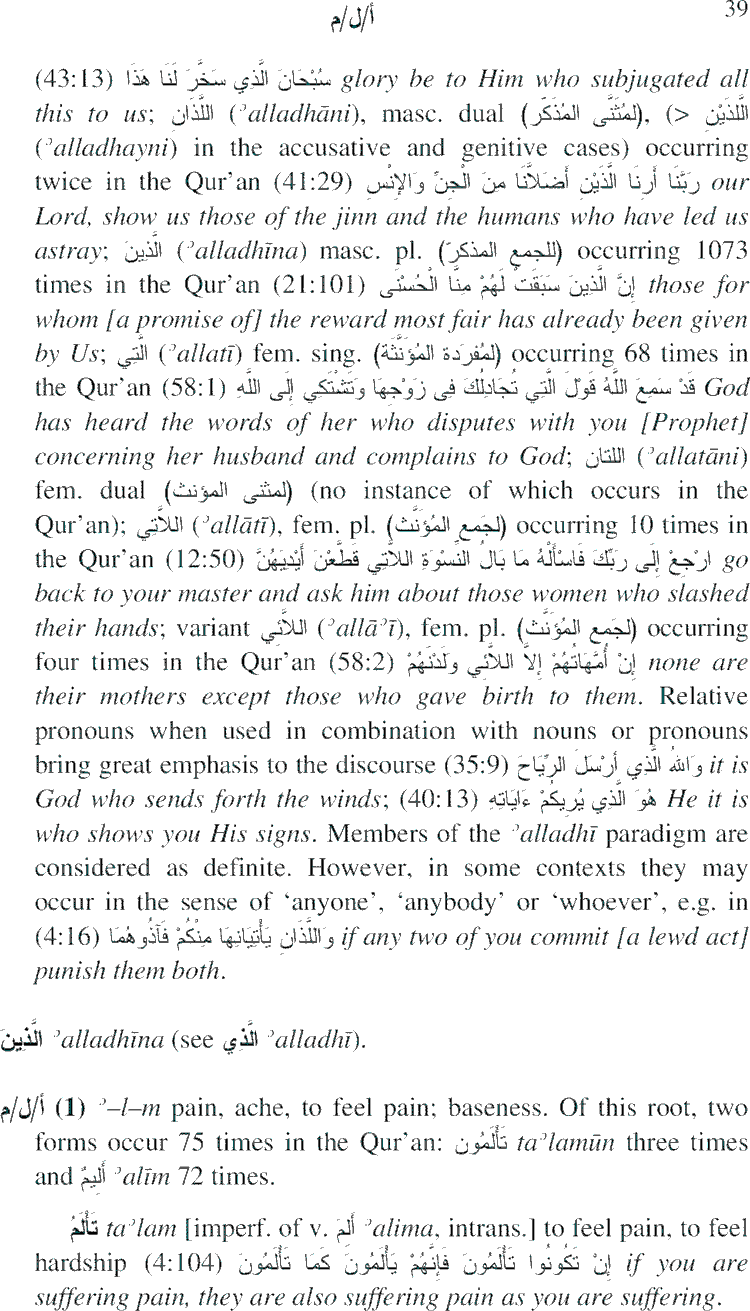 أ/ل/م 39
(43:13) سُبْحَانَ الَّذِي سَخَّرَ لَنَا هَذَا glory be to Him who subjugated all
this to us; اللَّذَانِ (ʾalladhāni), masc. dual (لمُثَنَّى المُذَكَّر), (> اللَّذَيْنِ
(ʾalladhayni) in the accusative and genitive cases) occurring
twice in the Qur’an (41:29) رَبَّنَا أَرِنَا الَّذَيْنِ أَضَلاَّنَا مِنَ الْجِنِّ وَالإِنْسِ our
Lord, show us those of the jinn and the humans who have led us
astray; الَّذِينَ (ʾalladhīna) masc. pl. (للجمع المذكرّ) occurring 1073
times in the Qur’an (21:101) إِنَّ الَّذِينَ سَبَقَتْ لَهُمْ مِنَّا الْحُسْنَى those for
whom [a promise of] the reward most fair has already been given
by Us; الَّتِي (ʾallatī) fem. sing. (لمُفرَدة المُؤنَّثَة) occurring 68 times in
the Qur’an (58:1) قَدْ سَمِعَ اللَّهُ قَوْلَ الَّتِي تُجَادِلُكَ فِى زَوْجِهَا وَتَشْتَكِي إِلَى اللَّهِ God
has heard the words of her who disputes with you [Prophet]
concerning her husband and complains to God; اللتان (ʾallatāni)
fem. dual (لمثنى المؤنث) (no instance of which occurs in the
Qur’an); اللاَّتِي (ʾallātī), fem. pl. (لجَمع المُؤنَّث) occurring 10 times in
the Qur’an (12:50) ارْجِعْ إِلَى رَبِّكَ فَاسْأَلْهُ مَا بَالُ النِّسْوَةِ اللاَّتِي قَطَّعْنَ أَيْدِيَهُنَّ go
back to your master and ask him about those women who slashed
their hands; variant اللاَّئِي (ʾallāʾī), fem. pl. (لجَمع المُؤنَّث) occurring
four times in the Qur’an (58:2) إِنْ أُمَّهَاتُهُمْ إِلاَّ اللاَّئِي وَلَدْنَهُمْ none are
their mothers except those who gave birth to them. Relative
pronouns when used in combination with nouns or pronouns
bring great emphasis to the discourse (35:9) وَاللهُ الَّذِي أَرْسَلَ الرِّيَاحَ it is
God who sends forth the winds; (40:13) هُوَ الَّذِي يُرِيكُمْ ءَايَاتِهِ He it is
who shows you His signs. Members of the ʾalladhī paradigm are
considered as definite. However, in some contexts they may
occur in the sense of ‘anyone’, ‘anybody’ or ‘whoever’, e.g. in
(4:16) وَاللَّذَانِ يَأْتِيَانِهَا مِنْكُمْ فَآذُوهُمَا if any two of you commit [a lewd act]
punish them both.
الَّذِينَ ʾalladhīna (see الَّذِي ʾalladhī).
أ/ل/م (1) ʾ–l–m pain, ache, to feel pain; baseness. Of this root, two
forms occur 75 times in the Qur’an: تَأْلَمُون taʾlamūn three times
and أَلِيمٌ ʾalīm 72 times.
تَأْلَمُ taʾlam [imperf. of v. أَلِمَ ʾalima, intrans.] to feel pain, to feel
hardship (4:104) إِنْ تَكُونُوا تَأْلَمُونَ فَإِنَّهُمْ يَأْلَمُونَ كَمَا تَأْلَمُونَ if you are
suffering pain, they are also suffering pain as you are suffering.